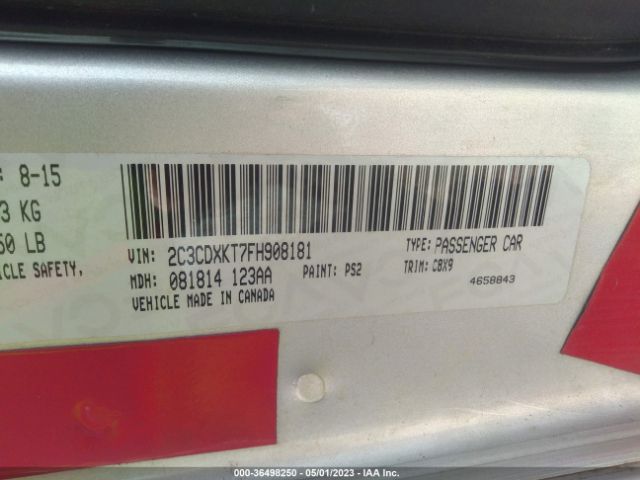 : 8-15
3 KG
50 LB
ICLE SAFETY,
VIN: 2C3CDXKT7FH908181
TYPE: PASSENGER CAR
MDH: 081814 123AA
PAINT: PS2
TRIM: CBX9
VEHICLE MADE IN CANADA
4658843
000-36498250 - 05/01/2023 - IAA Inc.